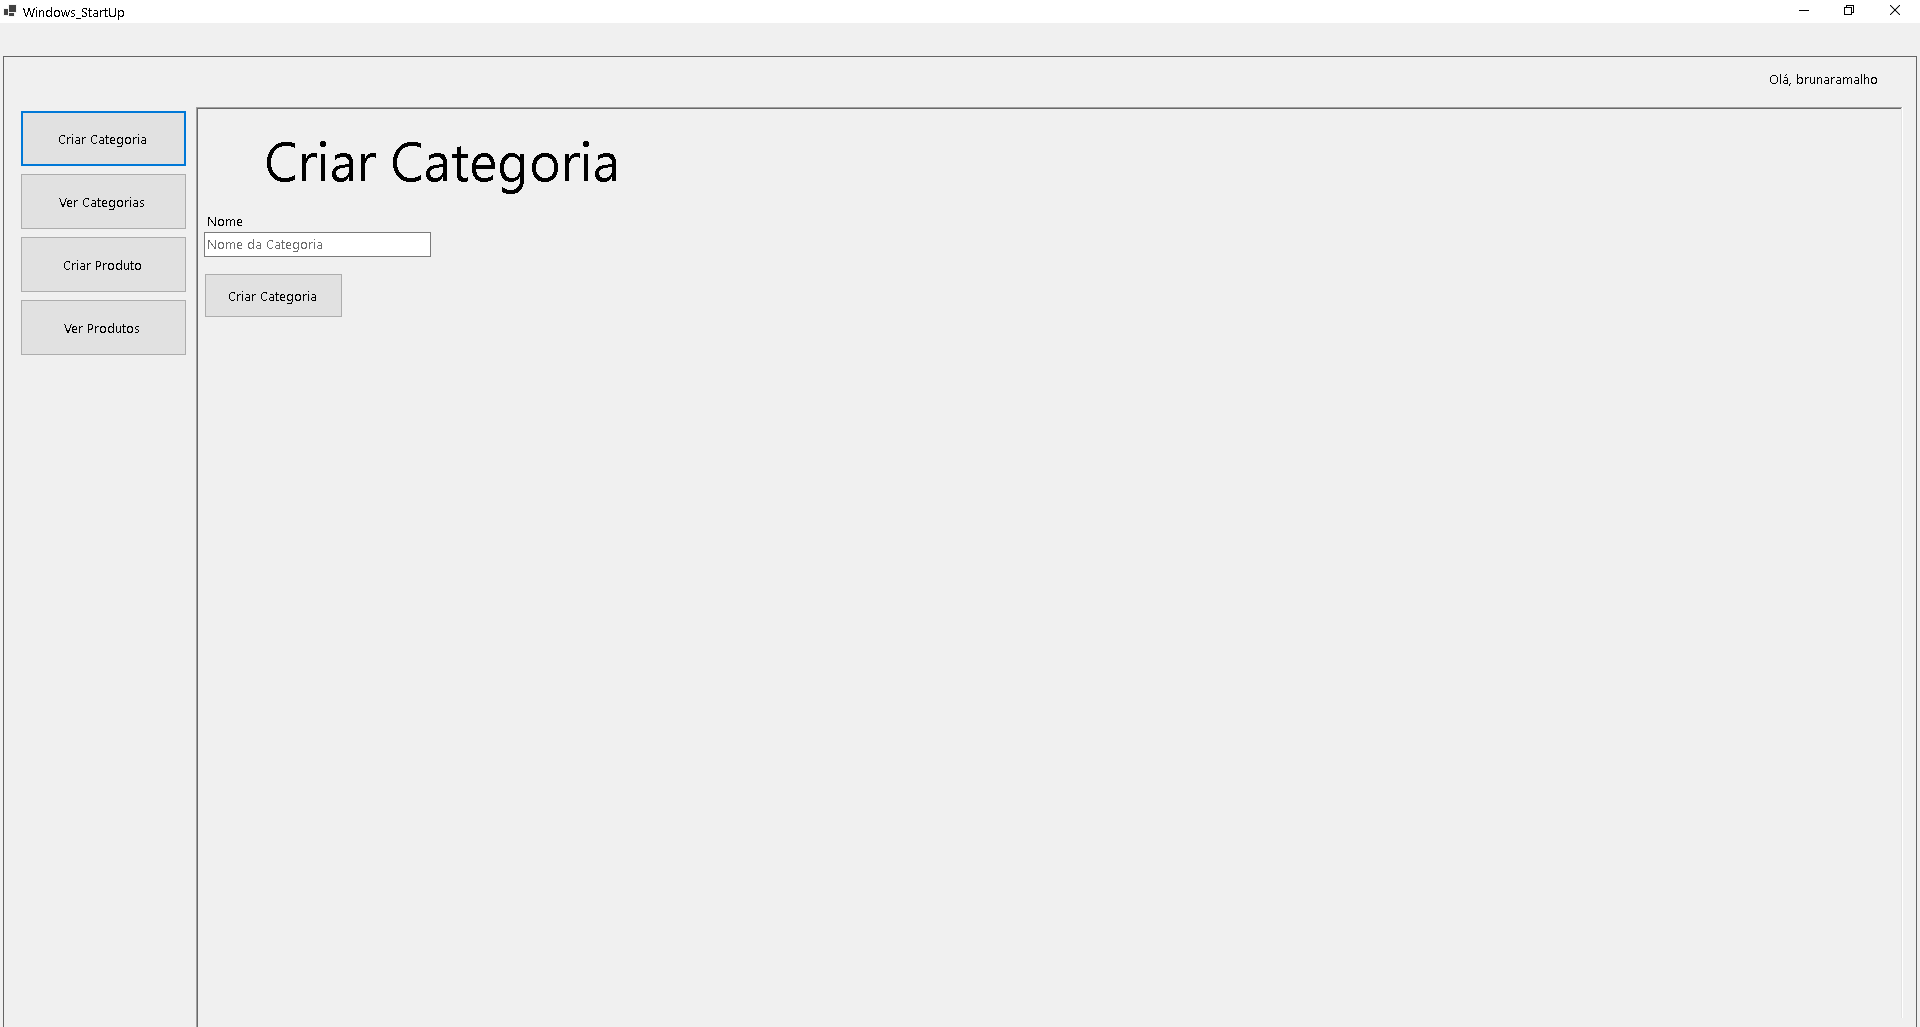 Windows_StartUp
Olá, brunaramalho
Criar Categoria
Ver Categorias
Criar Produto
Ver Produtos
Criar Categoria
Nome
Nome da Categoria
Criar Categoria